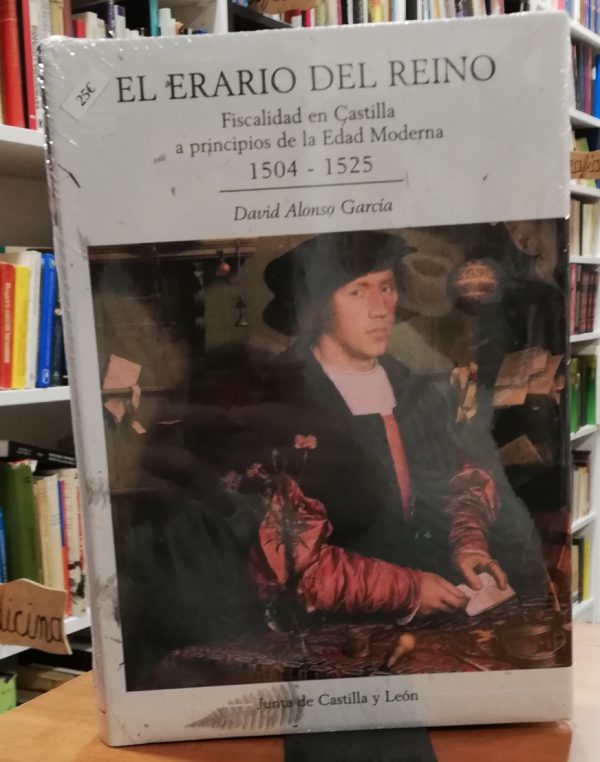 25€
EL ERARIO DEL REINO
Fiscalidad en Castilla
a principios de la Edad Moderna
1504 - 1525
David Alonso García
Junta de Castilla y León
dicina